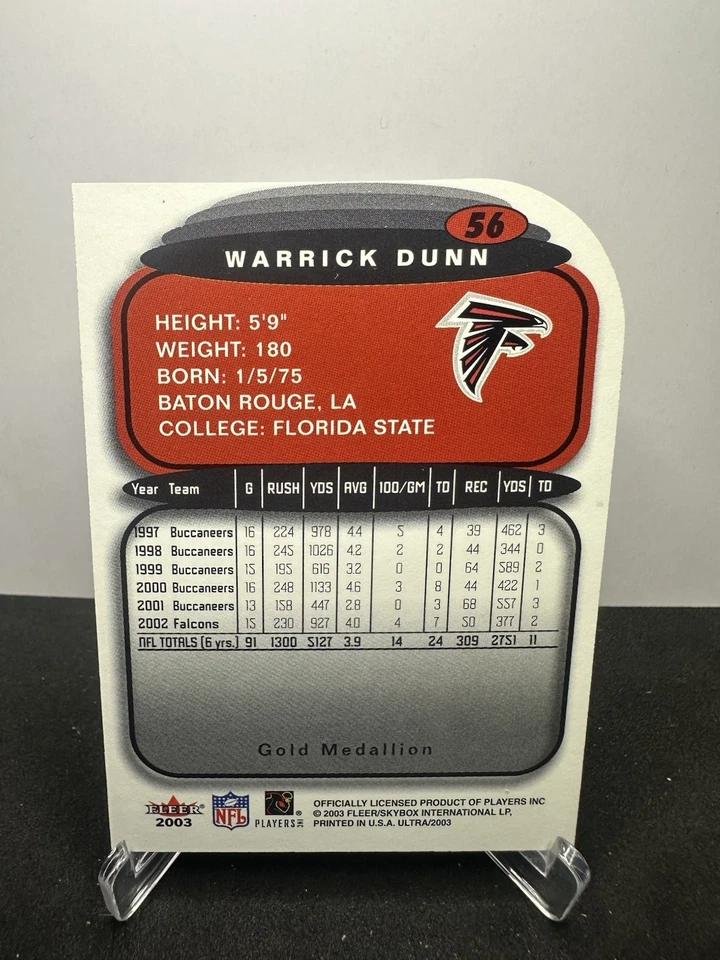 56
WARRICK DUNN
HEIGHT: 5'9"
WEIGHT: 180
BORN: 1/5/75
BATON ROUGE, LA
COLLEGE: FLORIDA STATE
Year Team G RUSH YDS AVG 100/GM TD REC YDS TD
1997 Buccaneers 16 224 978 4.4 5 4 39 462 3
1998 Buccaneers 16 245 1026 4.2 2 2 44 344 0
1999 Buccaneers 15 195 616 3.2 0 0 64 589 2
2000 Buccaneers 16 248 1133 4.6 3 8 44 422 1
2001 Buccaneers 13 158 447 2.8 0 3 68 557 3
2002 Falcons 15 230 927 4.0 4 7 50 377 2
NFL TOTALS (6 yrs.) 91 1300 5127 3.9 14 24 309 2751 11
Gold Medallion
FLEER
2003
NFL
PLAYERS INC
OFFICIALLY LICENSED PRODUCT OF PLAYERS INC
© 2003 FLEER/SKYBOX INTERNATIONAL LP,
PRINTED IN U.S.A. ULTRA/2003